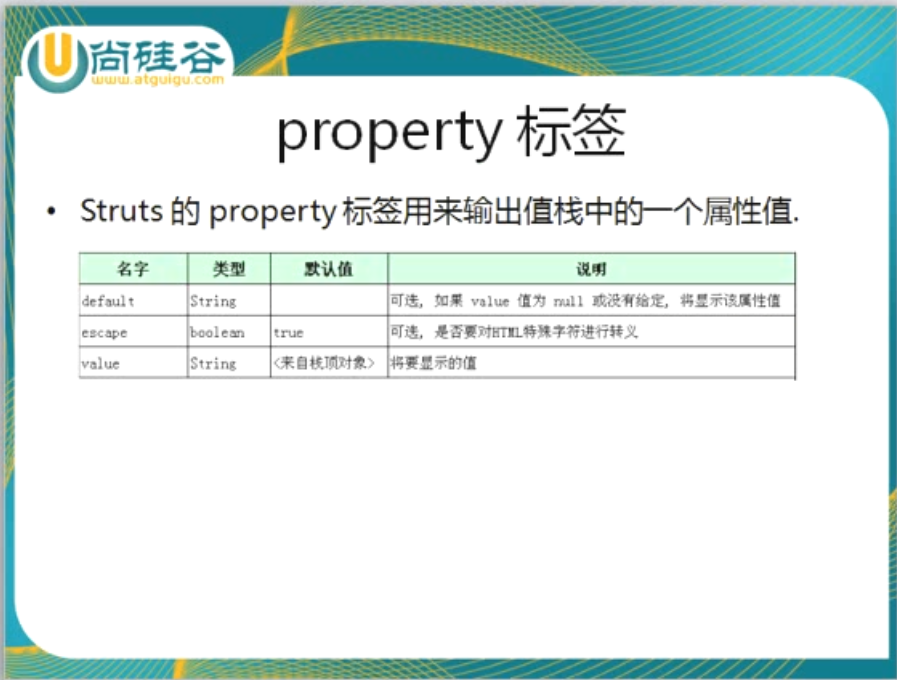 尚硅谷
www.atguigu.com
property 标签
• Struts 的 property 标签用来输出值栈中的一个属性值.
名字 类型 默认值 说明
default String 可选, 如果 value 值为 null 或没有给定, 将显示该属性值
escape boolean true 可选, 是否要对HTML特殊字符进行转义
value String <来自栈顶对象> 将要显示的值